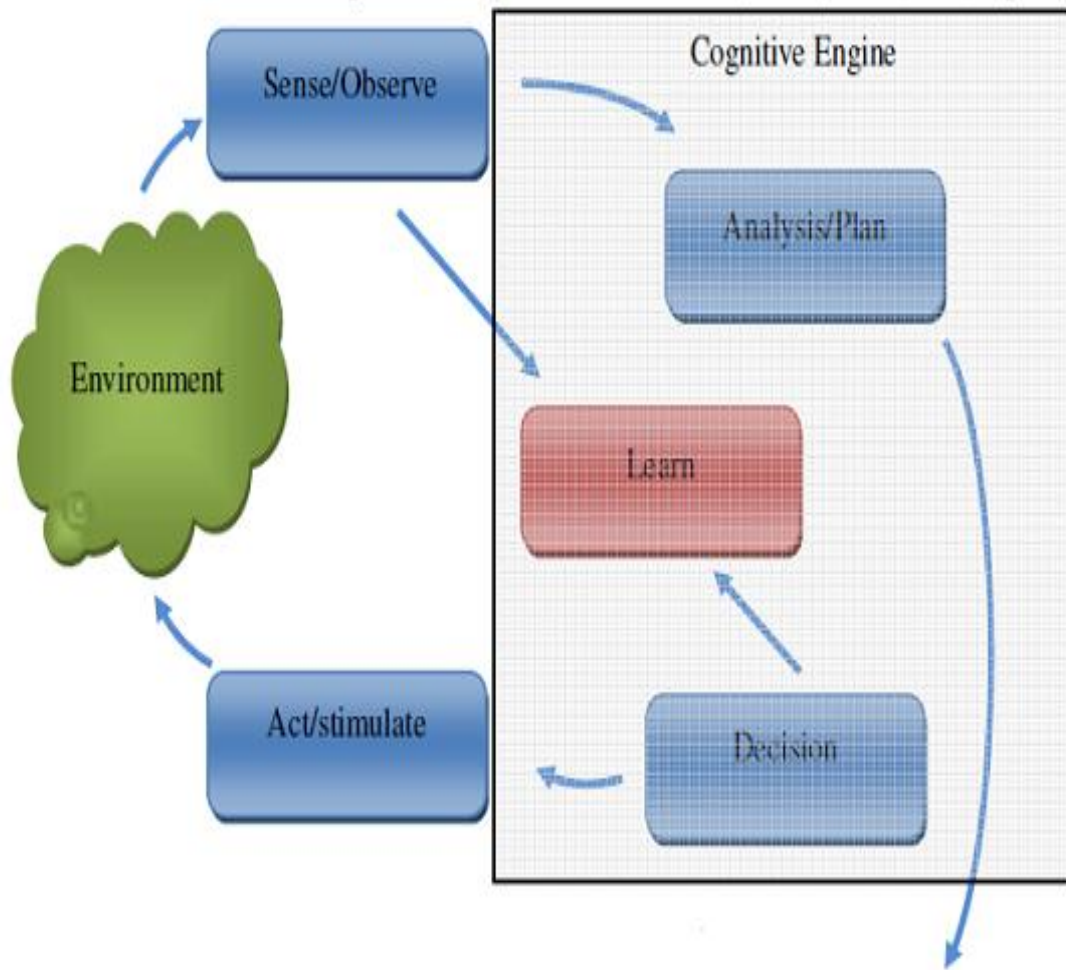 Sense/Observe
Cognitive Engine
Analysis/Plan
Environment
Learn
Act/stimulate
Decision